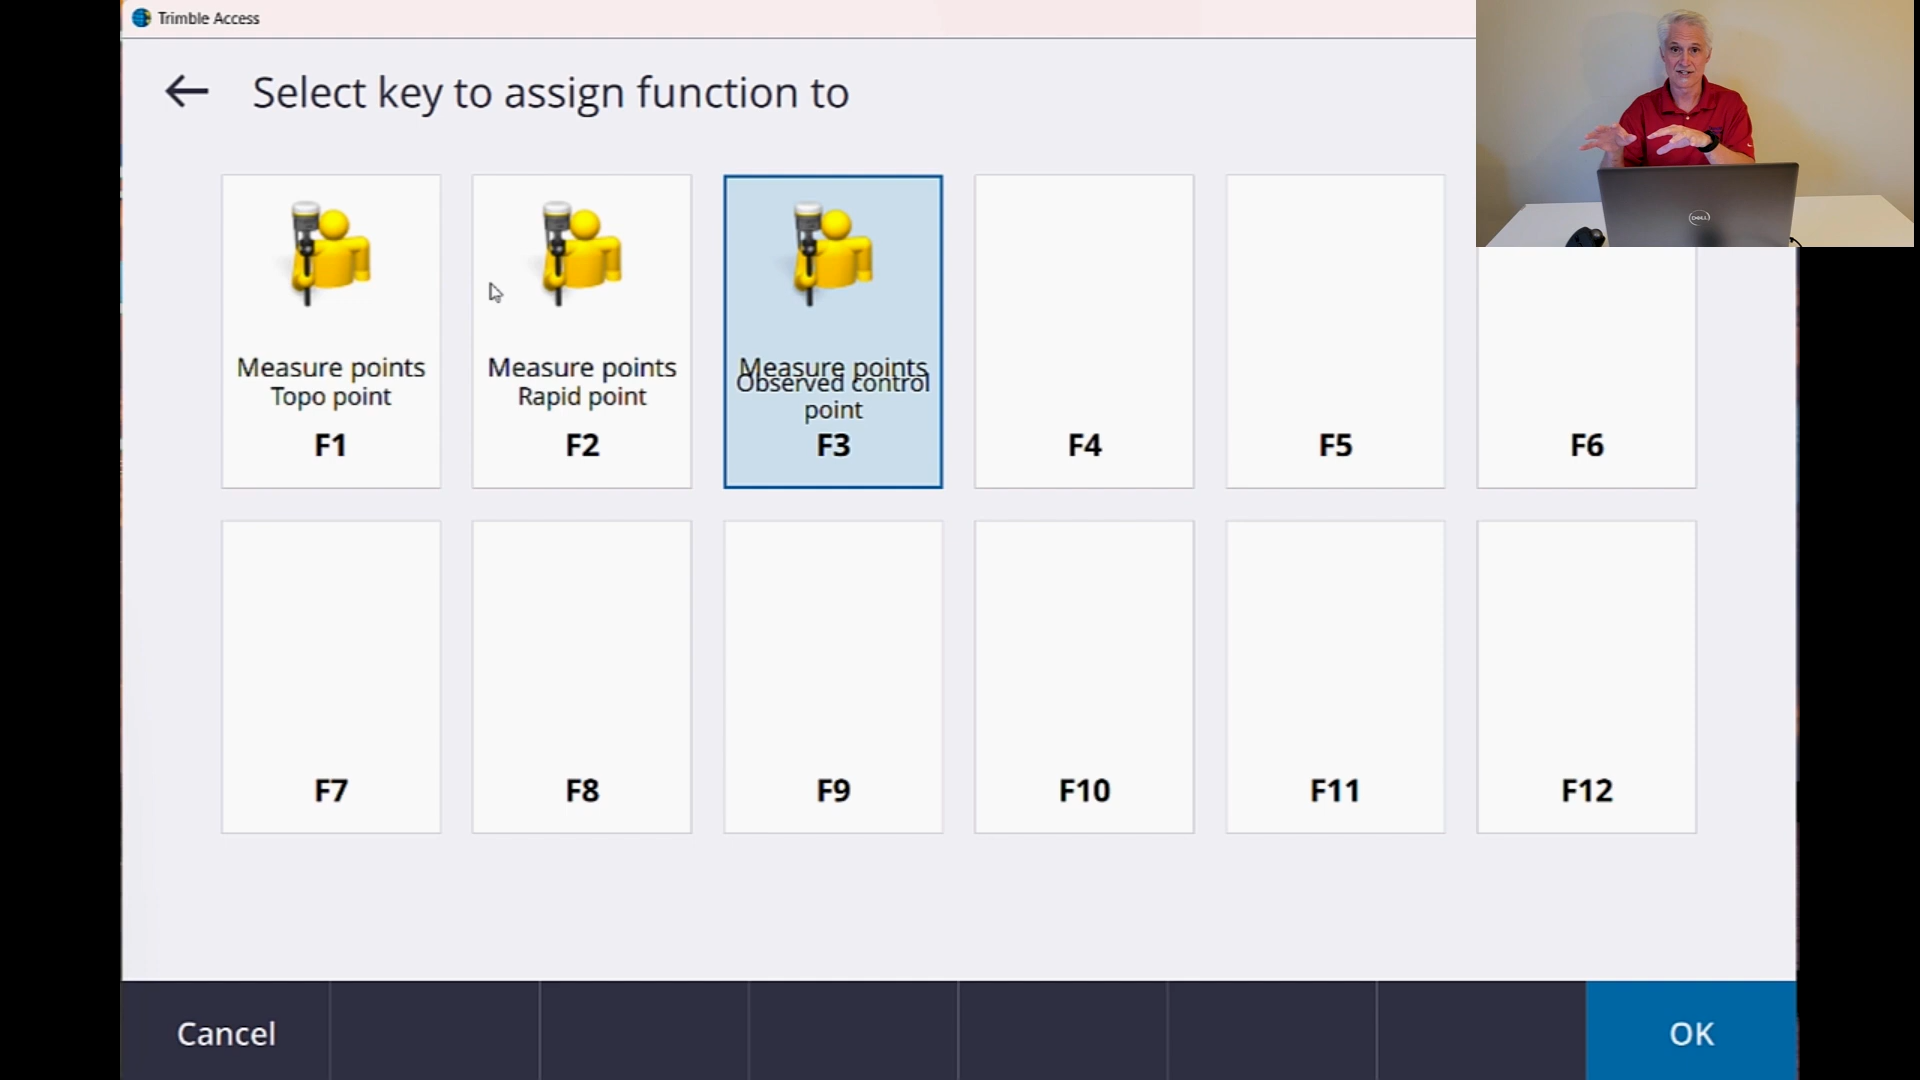 Trimble Access
Select key to assign function to
Measure points
Topo point
F1
Measure points
Rapid point
F2
Measure points
Observed control
point
F3
F4
F5
F6
F7
F8
F9
F10
F11
F12
Cancel
OK
DELL